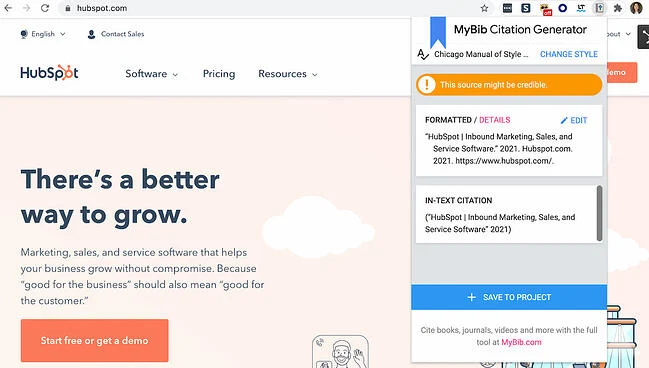 hubspot.com
off
S
LT
English
Contact Sales
HubSpot
Software
Pricing
Resources
There's a better
way to grow.
Marketing, sales, and service software that helps
your business grow without compromise. Because
“good for the business” should also mean “good for
the customer.”
Start free or get a demo
MyBib Citation Generator
Chicago Manual of Style ...
CHANGE STYLE
This source might be credible.
FORMATTED / DETAILS
EDIT
“HubSpot | Inbound Marketing, Sales, and
Service Software.” 2021. Hubspot.com.
2021. https://www.hubspot.com/.
IN-TEXT CITATION
(“HubSpot | Inbound Marketing, Sales, and
Service Software” 2021)
+ SAVE TO PROJECT
Cite books, journals, videos and more with the full
tool at MyBib.com
bout
demo